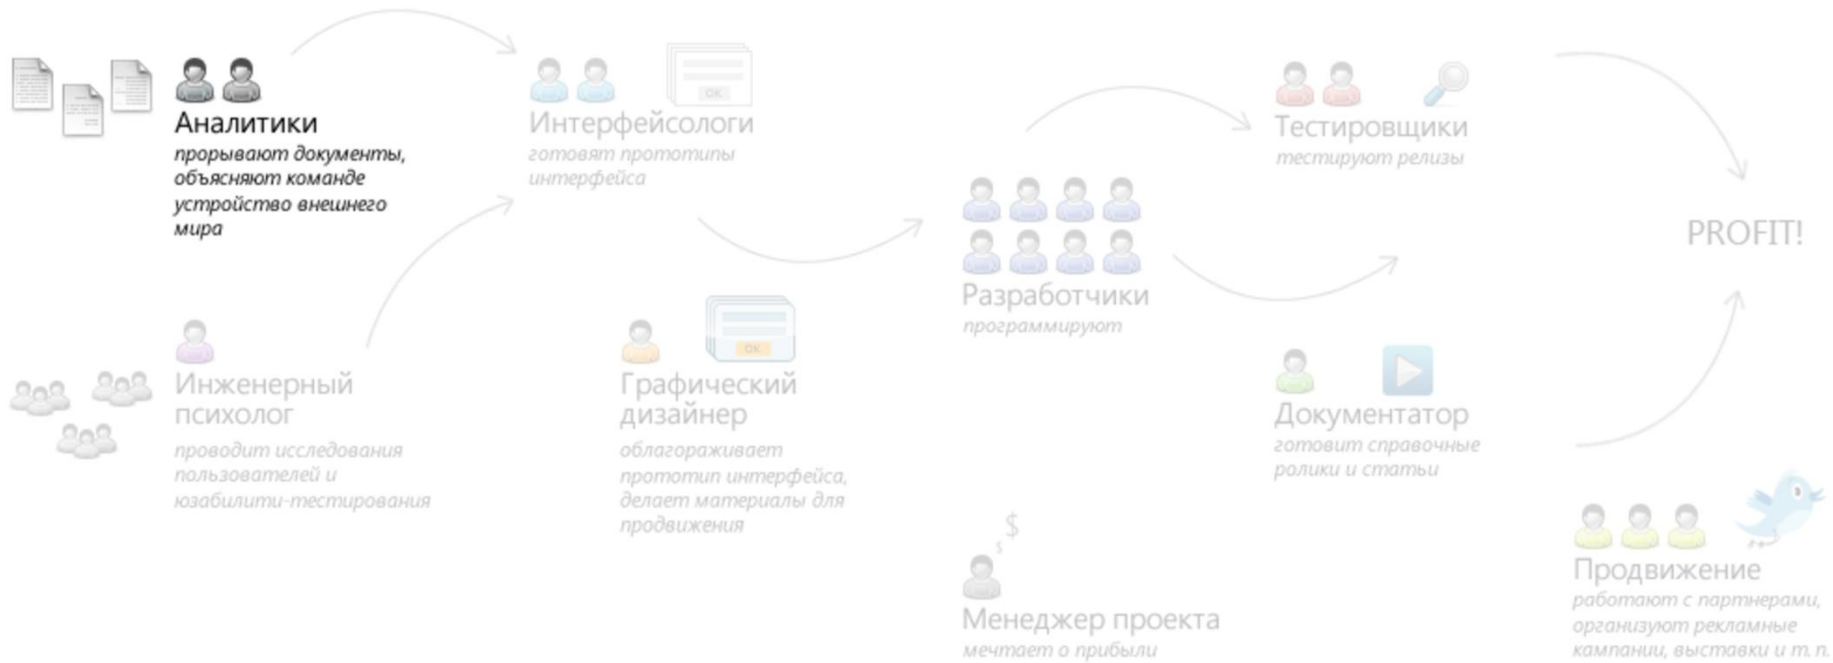 Аналитики
прорывают документы,
объясняют команде
устройство внешнего
мира
Интерфейсологи
готовят прототипы
интерфейса
OK
Тестировщики
тестируют релизы
PROFIT!
Разработчики
программируют
Инженерный
психолог
проводит исследования
пользователей и
юзабилити-тестирования
Графический
дизайнер
облагораживает
прототип интерфейса,
делает материалы для
продвижения
OK
Документатор
готовит справочные
ролики и статьи
$
$
Менеджер проекта
мечтает о прибыли
Продвижение
работают с партнерами,
организуют рекламные
кампании, выставки и т. п.